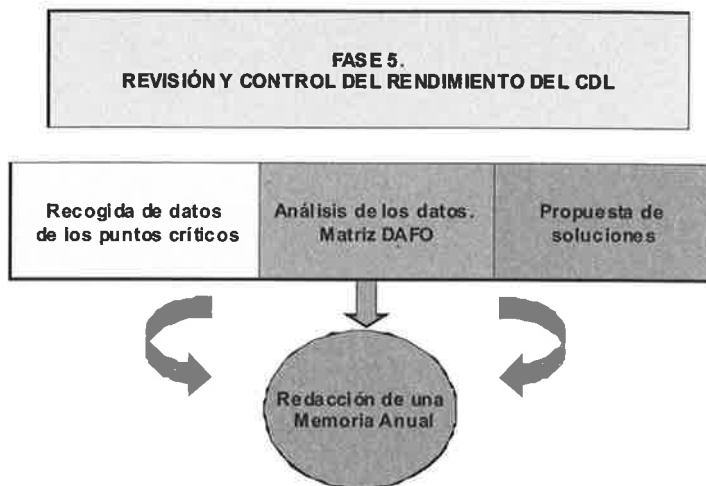 FASE 5.
REVISIÓN Y CONTROL DEL RENDIMIENTO DEL CDL
Recogida de datos
de los puntos críticos
Análisis de los datos.
Matriz DAFO
Propuesta de
soluciones
Redacción de una
Memoria Anual